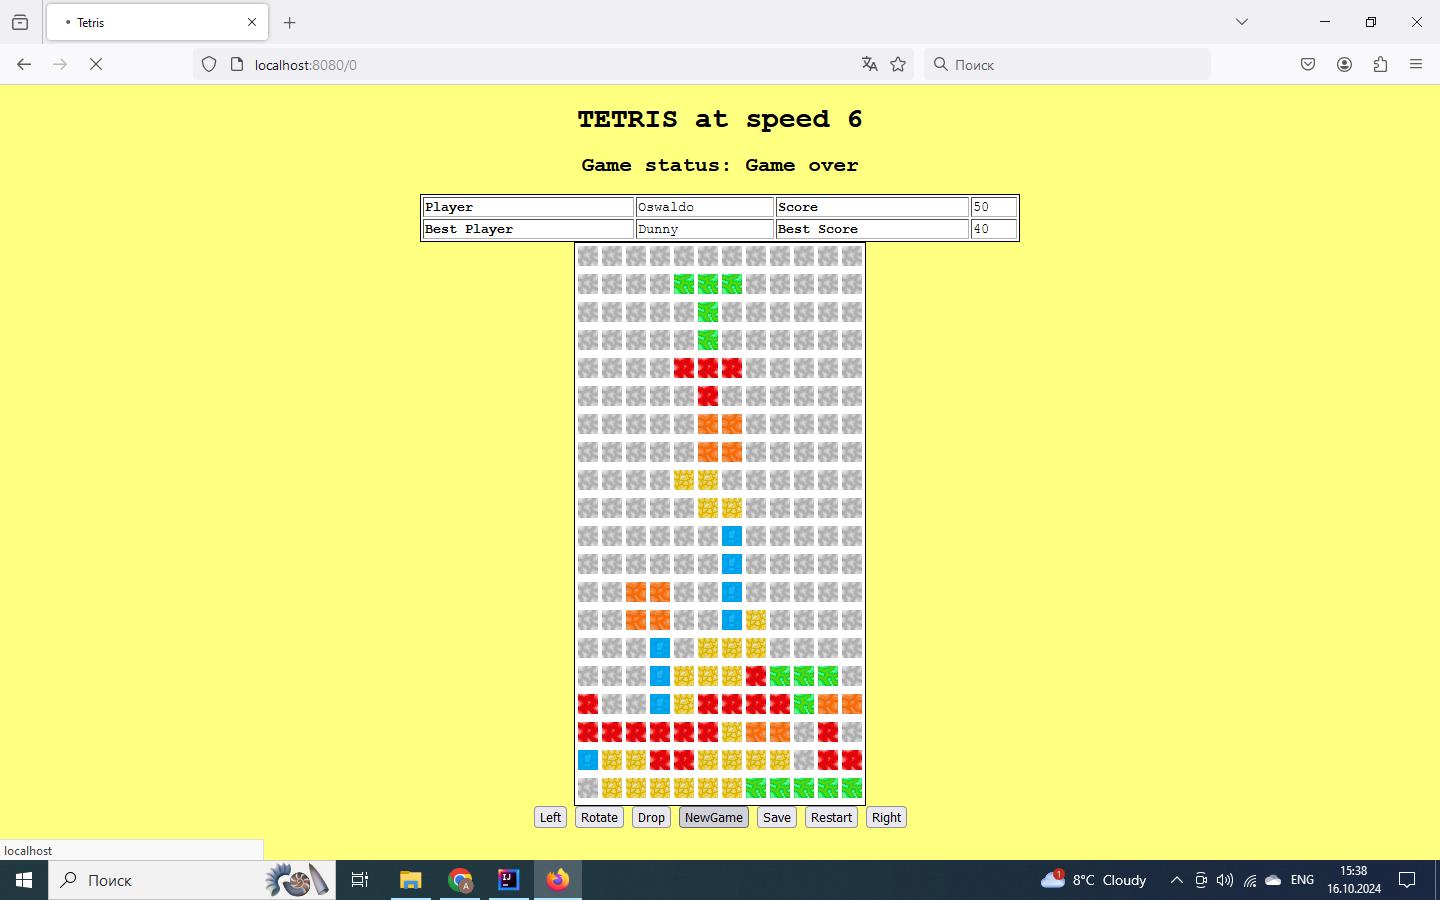 Tetris
localhost:8080/0
Поиск
TETRIS at speed 6
Game status: Game over
Player Oswaldo Score 50
Best Player Dunny Best Score 40
Left Rotate Drop NewGame Save Restart Right
localhost
Поиск
1 8°C Cloudy ENG 15:38
16.10.2024